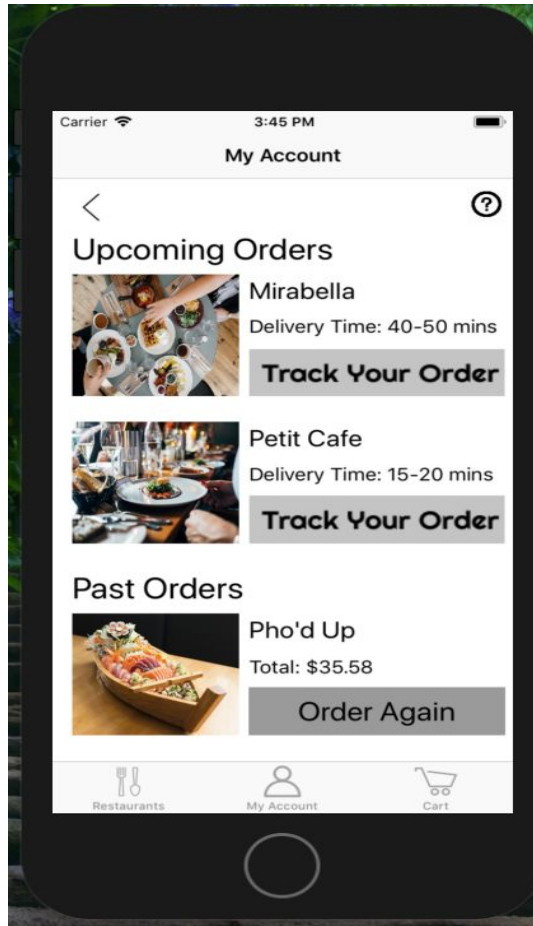 Carrier 3:45 PM
My Account
?
Upcoming Orders
Mirabella
Delivery Time: 40-50 mins
Track Your Order
Petit Cafe
Delivery Time: 15-20 mins
Track Your Order
Past Orders
Pho'd Up
Total: $35.58
Order Again
Restaurants My Account Cart